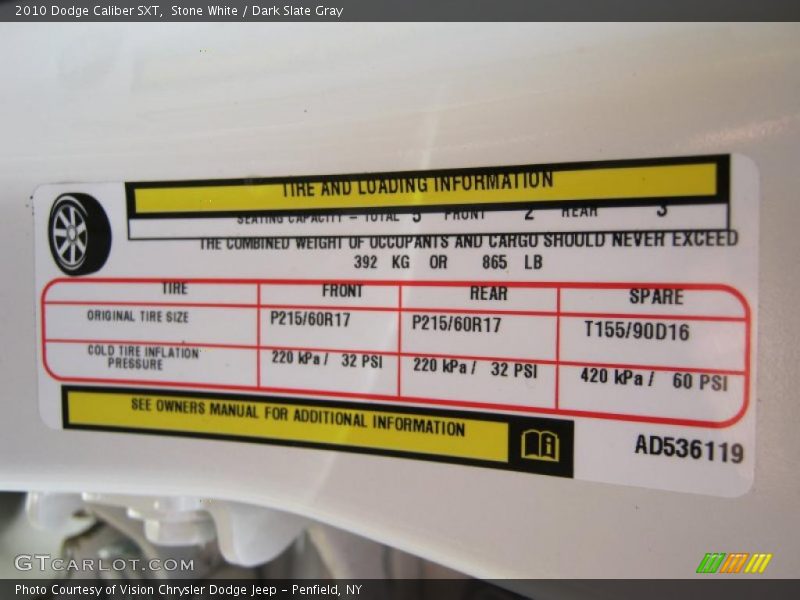 2010 Dodge Caliber SXT,  Stone White / Dark Slate Gray
TIRE AND LOADING INFORMATION
SEATING CAPACITY – TOTAL 5 FRONT 2 REAR 3
THE COMBINED WEIGHT OF OCCUPANTS AND CARGO SHOULD NEVER EXCEED
392 KG OR 865 LB
TIRE FRONT REAR SPARE
ORIGINAL TIRE SIZE P215/60R17 P215/60R17 T155/90D16
COLD TIRE INFLATION PRESSURE 220 kPa / 32 PSI 220 kPa / 32 PSI 420 kPa / 60 PSI
SEE OWNERS MANUAL FOR ADDITIONAL INFORMATION
AD536119
GTCARLOT.COM
Photo Courtesy of Vision Chrysler Dodge Jeep – Penfield, NY